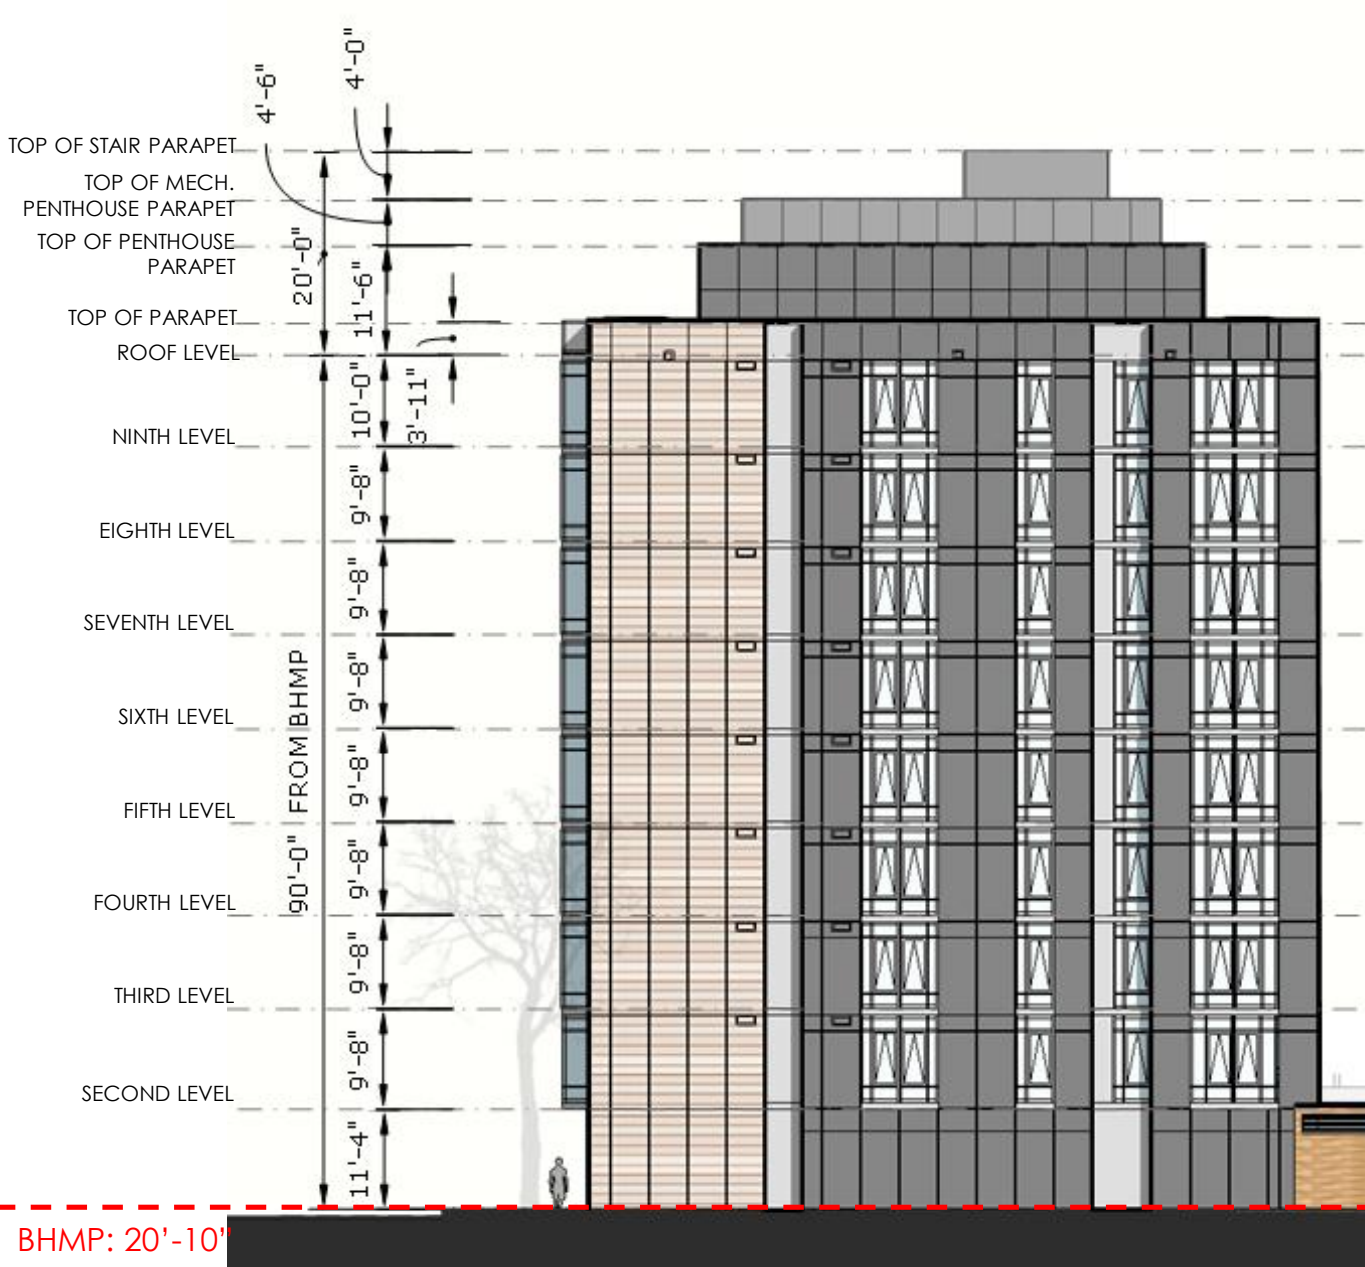 4'-6"
4'-0"
TOP OF STAIR PARAPET
TOP OF MECH.
PENTHOUSE PARAPET
TOP OF PENTHOUSE
PARAPET
20'-0"
11'-6"
TOP OF PARAPET
ROOF LEVEL
10'-0"
3'-11"
NINTH LEVEL
9'-8"
EIGHTH LEVEL
9'-8"
SEVENTH LEVEL
9'-8"
SIXTH LEVEL
90'-0" FROM BHMP
9'-8"
FIFTH LEVEL
9'-8"
FOURTH LEVEL
9'-8"
THIRD LEVEL
9'-8"
SECOND LEVEL
11'-4"
BHMP: 20'-10"